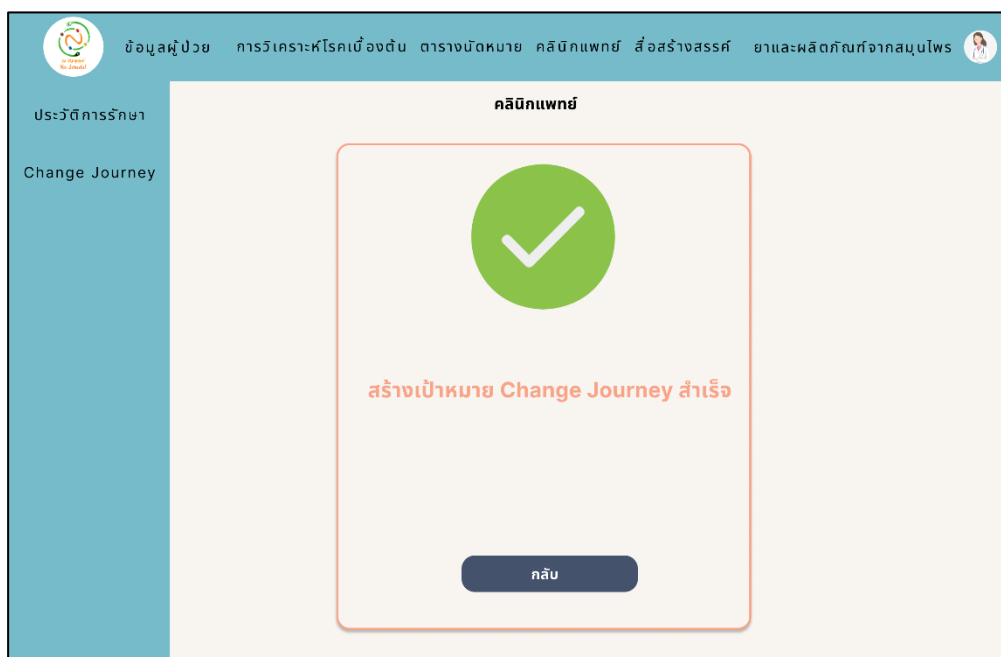 ข้อมูลผู้ป่วย การวิเคราะห์โรคเบื้องต้น ตารางนัดหมาย คลินิกแพทย์ สื่อสร้างสรรค์ ยาและผลิตภัณฑ์จากสมุนไพร
ประวัติการรักษา
Change Journey
คลินิกแพทย์
สร้างเป้าหมาย Change Journey สำเร็จ
กลับ